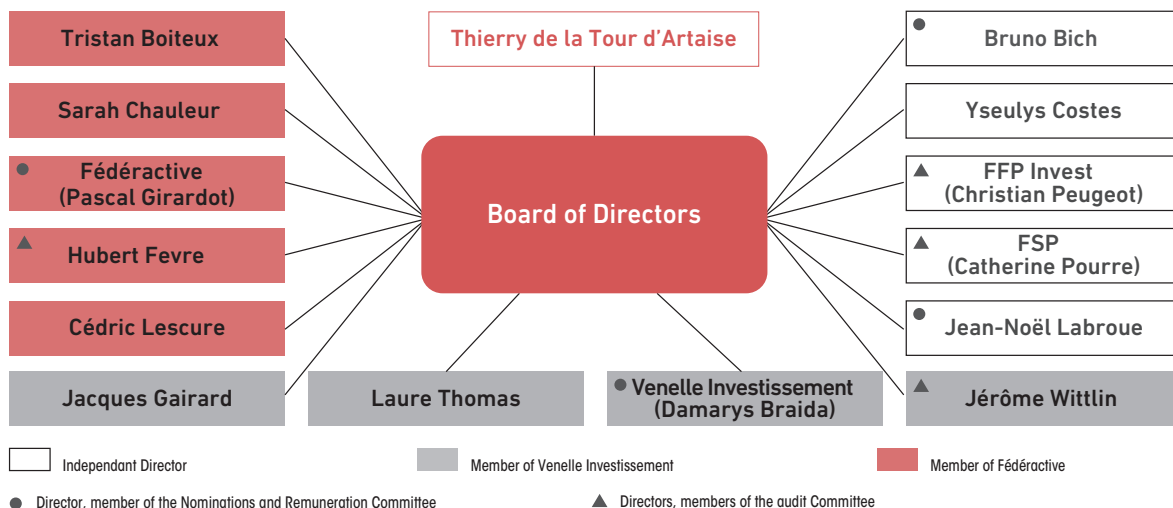 Thierry de la Tour d'Artaise
Tristan Boiteux
Sarah Chauleur
Fédéractive
(Pascal Girardot)
Hubert Fevre
Cédric Lescure
Board of Directors
Bruno Bich
Yseulys Costes
FFP Invest
(Christian Peugeot)
FSP
(Catherine Pourre)
Jean-Noël Labroue
Jacques Gairard
Laure Thomas
Venelle Investissement
(Damarys Braida)
Jérôme Wittlin
Independant Director
Member of Venelle Investissement
Member of Fédéractive
Director, member of the Nominations and Remuneration Committee
Directors, members of the audit Committee